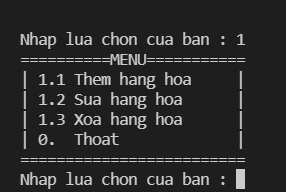 Nhap lua chon cua ban : 1
==========MENU===========
| 1.1 Them hang hoa     |
| 1.2 Sua hang hoa      |
| 1.3 Xoa hang hoa      |
| 0.  Thoat             |
=========================
Nhap lua chon cua ban :